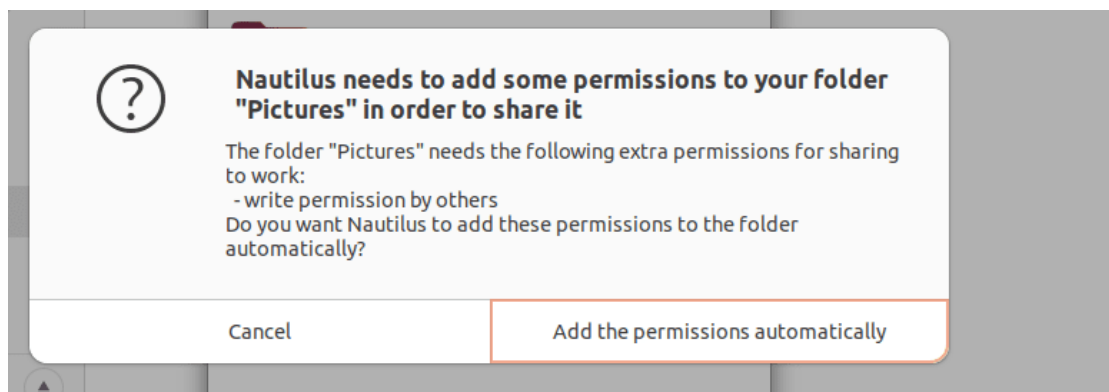 Nautilus needs to add some permissions to your folder
"Pictures" in order to share it
The folder "Pictures" needs the following extra permissions for sharing
to work:
- write permission by others
Do you want Nautilus to add these permissions to the folder
automatically?
Cancel
Add the permissions automatically